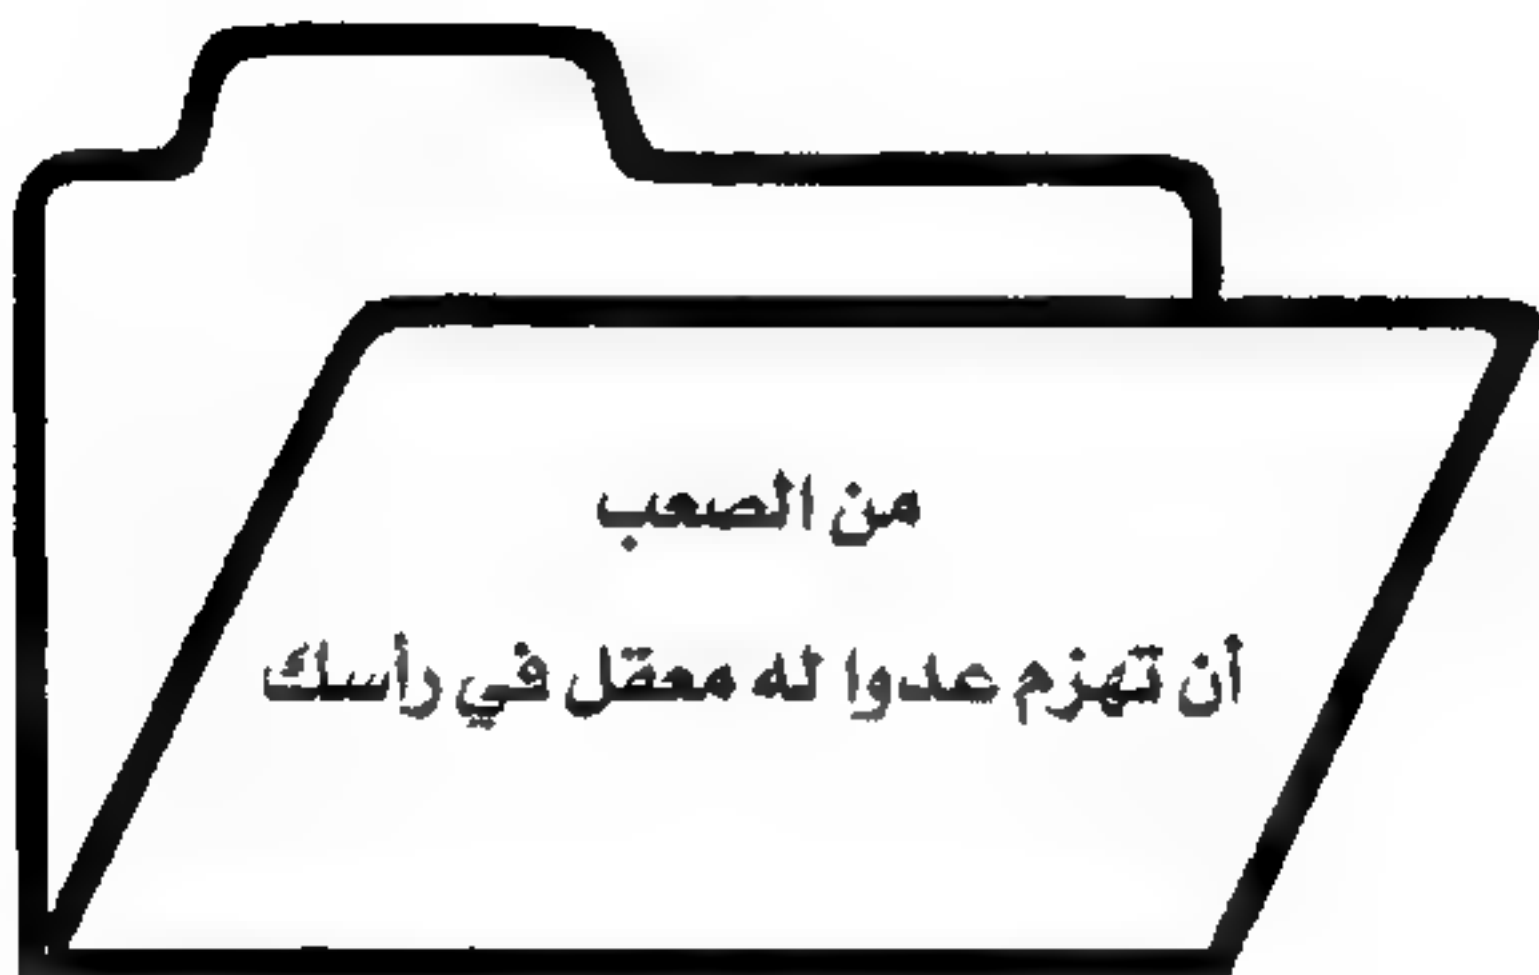 من الصعب
أن تهزم عدوا له معقل في رأسك